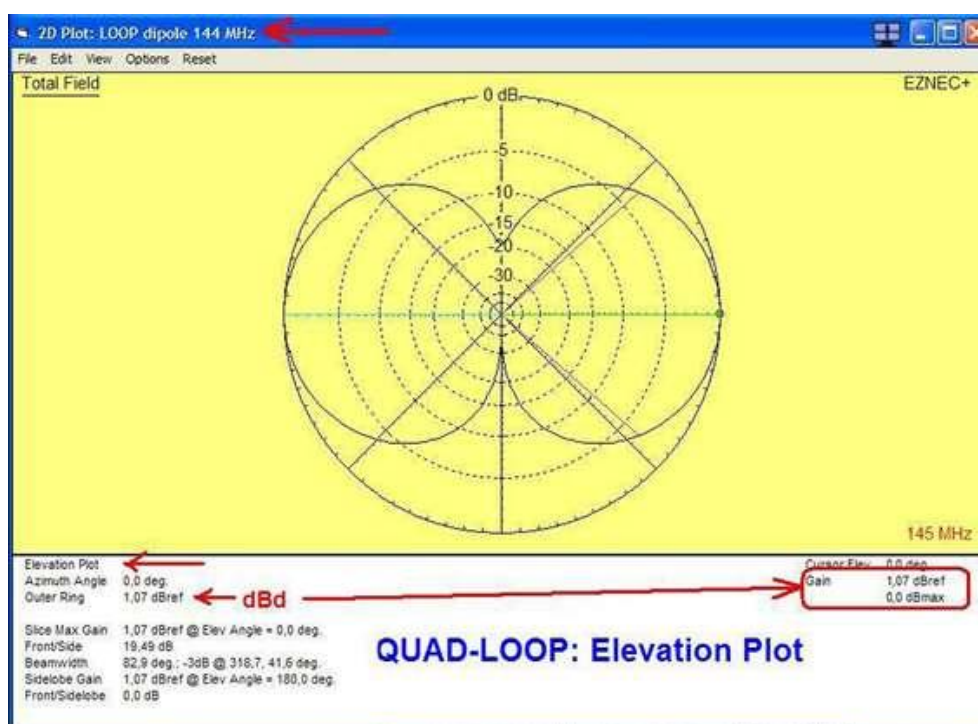 2D Plot: LOOP dipole 144 MHz
File Edit View Options Reset
Total Field
EZNEC+
0 dB
-5
-10
-15
-20
-30
145 MHz
Elevation Plot
Azimuth Angle 0,0 deg.
Outer Ring 1,07 dBref
dBd
Cursor Elev 0,0 deg.
Gain 1,07 dBref
0,0 dBmax
Slice Max Gain 1,07 dBref @ Elev Angle = 0,0 deg.
Front/Side 19,49 dB
Beamwidth 82,9 deg.; -3dB @ 318,7, 41,6 deg.
Sidelobe Gain 1,07 dBref @ Elev Angle = 180,0 deg.
Front/Sidelobe 0,0 dB
QUAD-LOOP: Elevation Plot